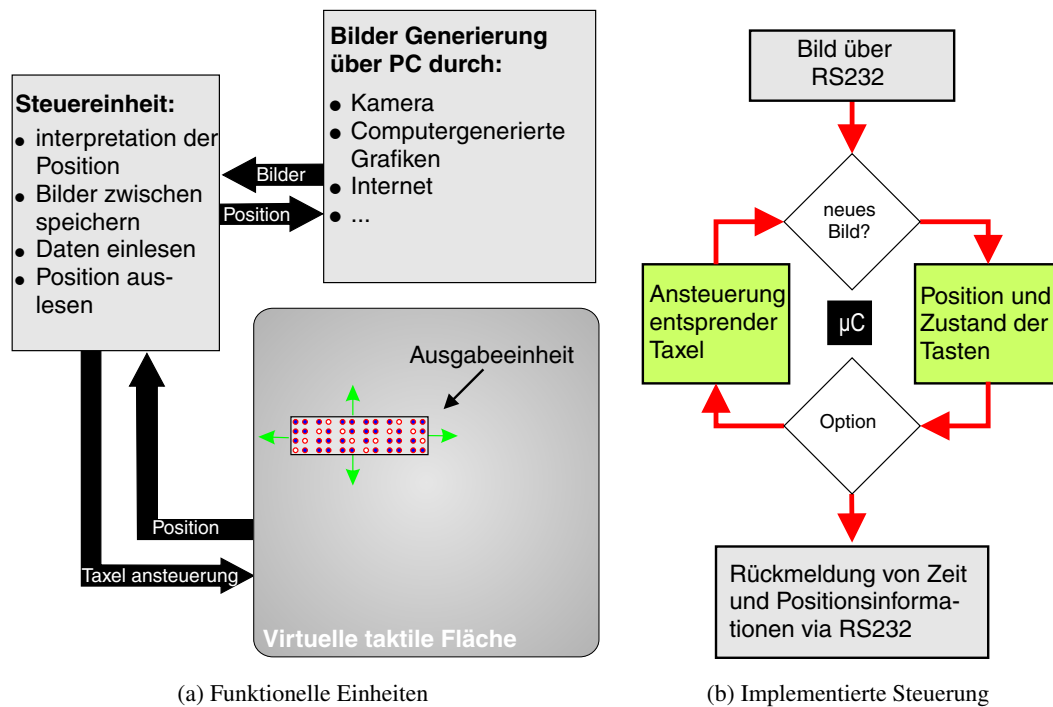 Bilder Generierung
über PC durch:
● Kamera
● Computergenerierte
Grafiken
● Internet
● ...
Steuereinheit:
● interpretation der
Position
● Bilder zwischen
speichern
● Daten einlesen
● Position aus-
lesen
Bilder
Position
Ausgabeeinheit
Position
Taxel ansteuerung
Virtuelle taktile Fläche
(a) Funktionelle Einheiten
Bild über
RS232
neues
Bild?
Ansteuerung
entsprender
Taxel
µC
Position und
Zustand der
Tasten
Option
Rückmeldung von Zeit
und Positionsinforma-
tionen via RS232
(b) Implementierte Steuerung